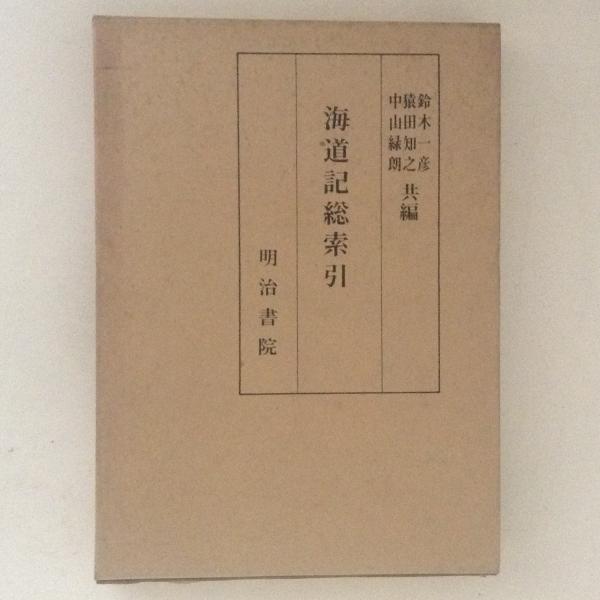 鈴木一彦
猿田知之
中山緑朗
共編
海道記総索引
明治書院